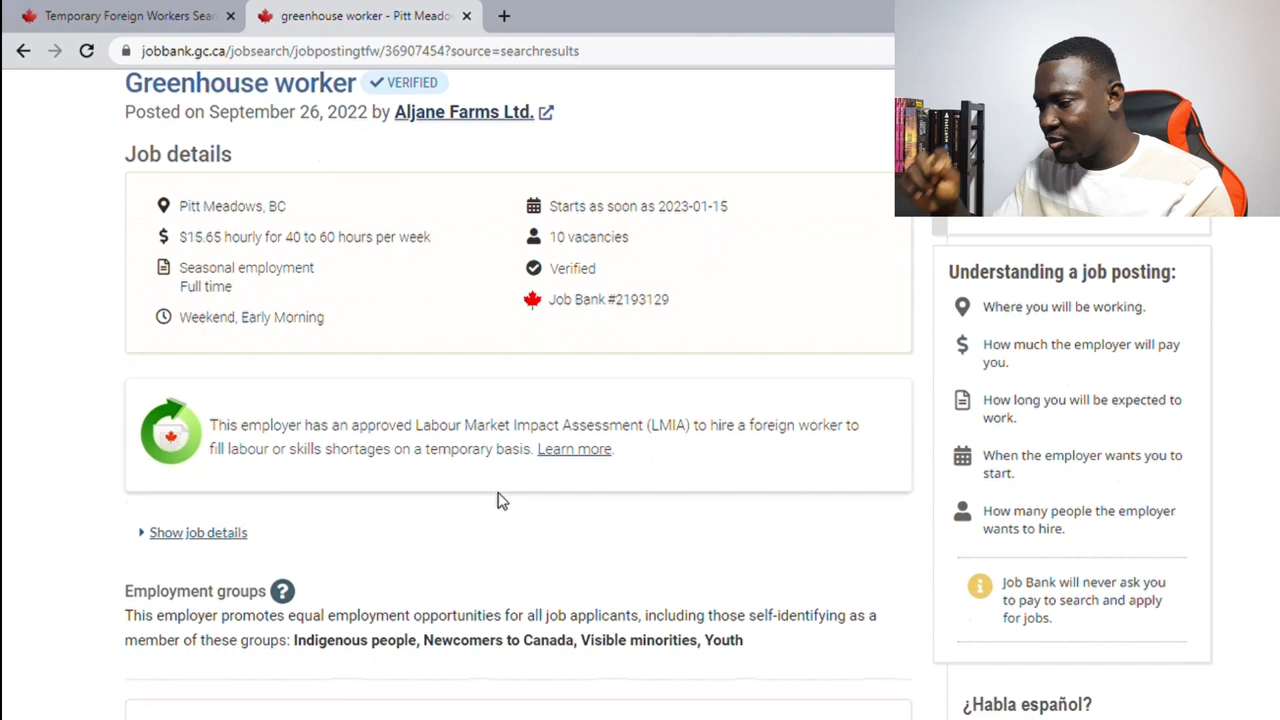 Temporary Foreign Workers Sear
greenhouse worker - Pitt Meado
jobbank.gc.ca/jobsearch/jobpostingtfw/36907454?source=searchresults
Greenhouse worker VERIFIED
Posted on September 26, 2022 by Aljane Farms Ltd.
Job details
Pitt Meadows, BC
$15.65 hourly for 40 to 60 hours per week
Seasonal employment
Full time
Weekend, Early Morning
Starts as soon as 2023-01-15
10 vacancies
Verified
Job Bank #2193129
This employer has an approved Labour Market Impact Assessment (LMIA) to hire a foreign worker to
fill labour or skills shortages on a temporary basis. Learn more.
Show job details
Employment groups ?
This employer promotes equal employment opportunities for all job applicants, including those self-identifying as a
member of these groups: Indigenous people, Newcomers to Canada, Visible minorities, Youth
Understanding a job posting:
Where you will be working.
How much the employer will pay
you.
How long you will be expected to
work.
When the employer wants you to
start.
How many people the employer
wants to hire.
Job Bank will never ask you
to pay to search and apply
for jobs.
¿Habla español?